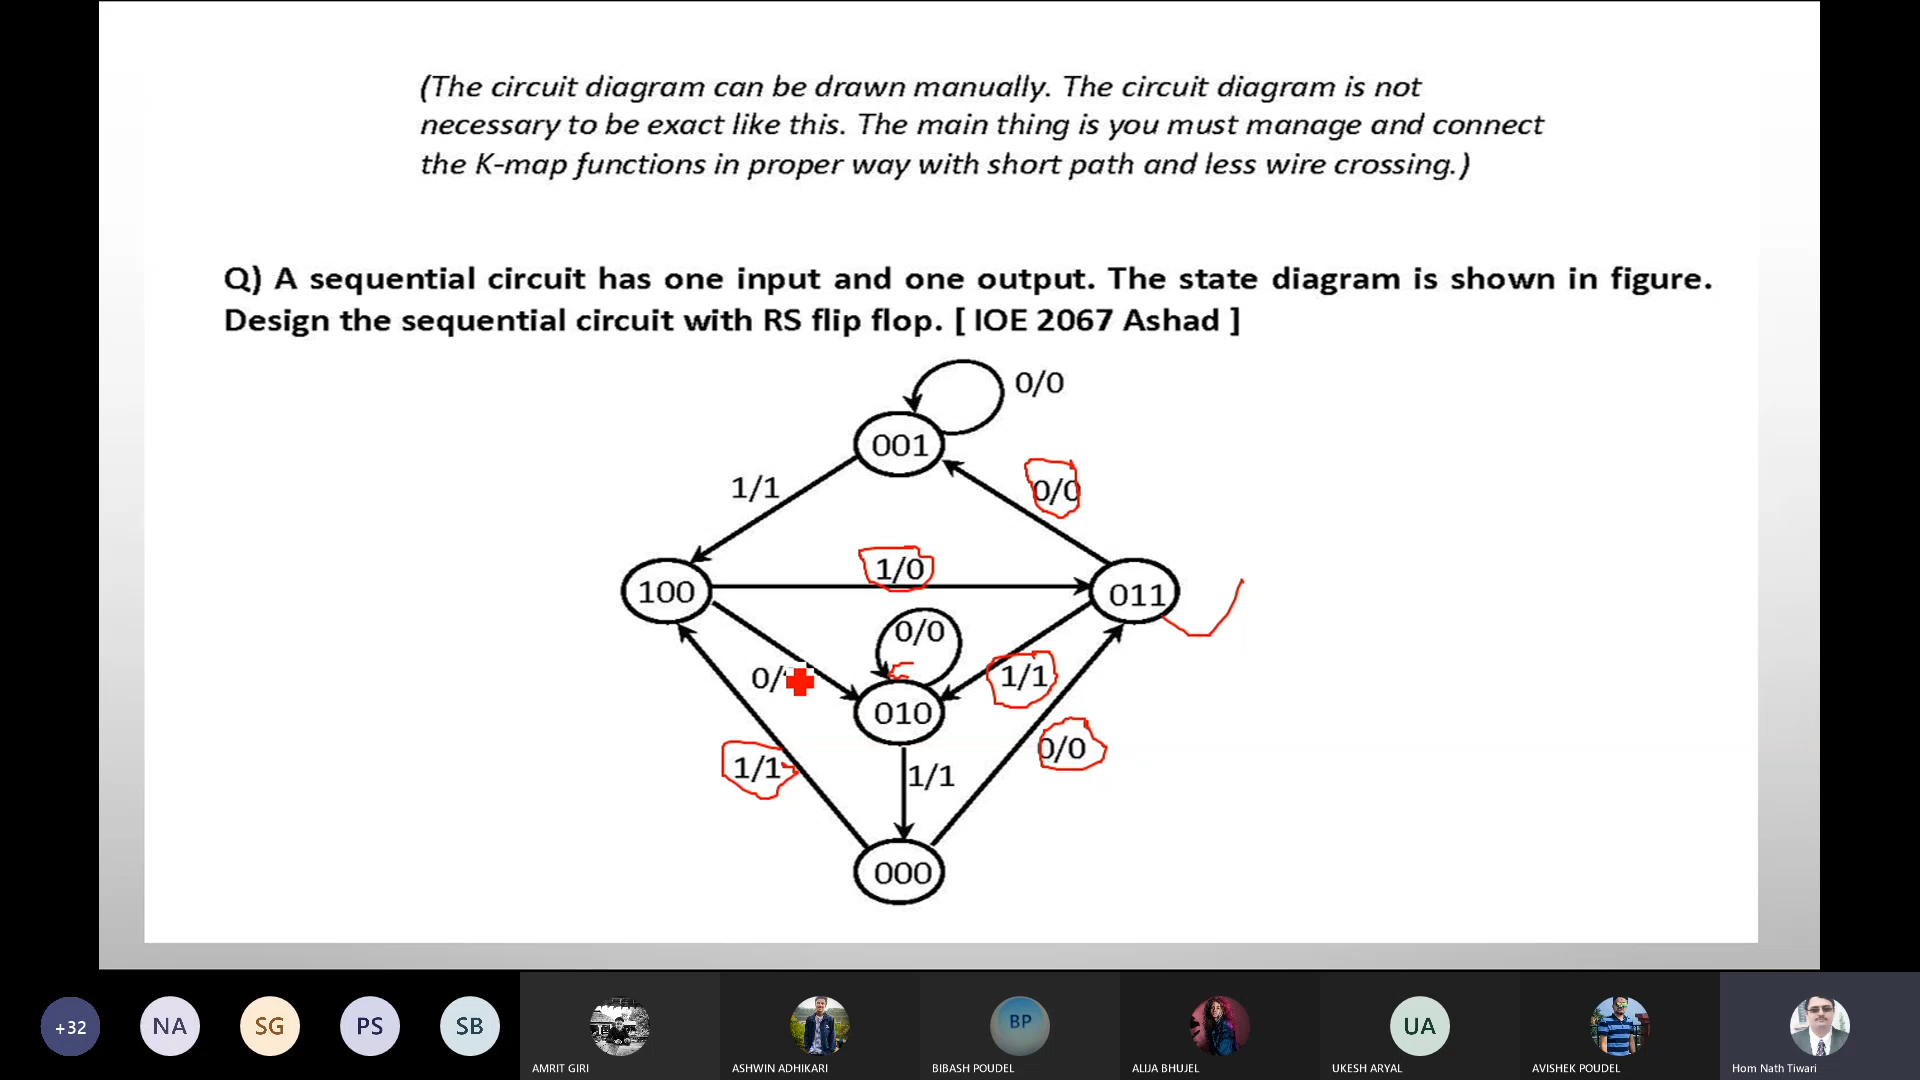 (The circuit diagram can be drawn manually. The circuit diagram is not
necessary to be exact like this. The main thing is you must manage and connect
the K-map functions in proper way with short path and less wire crossing.)
Q) A sequential circuit has one input and one output. The state diagram is shown in figure.
Design the sequential circuit with RS flip flop. [ IOE 2067 Ashad ]
0/0
001
1/1
0/0
1/0
100
011
0/0
0/
1/1
010
0/0
1/1
1/1
000
+32
NA
SG
PS
SB
BP
UA
AMRIT GIRI
ASHWIN ADHIKARI
BIBASH POUDEL
ALIJA BHUJEL
UKESH ARYAL
AVISHEK POUDEL
Hom Nath Tiwari